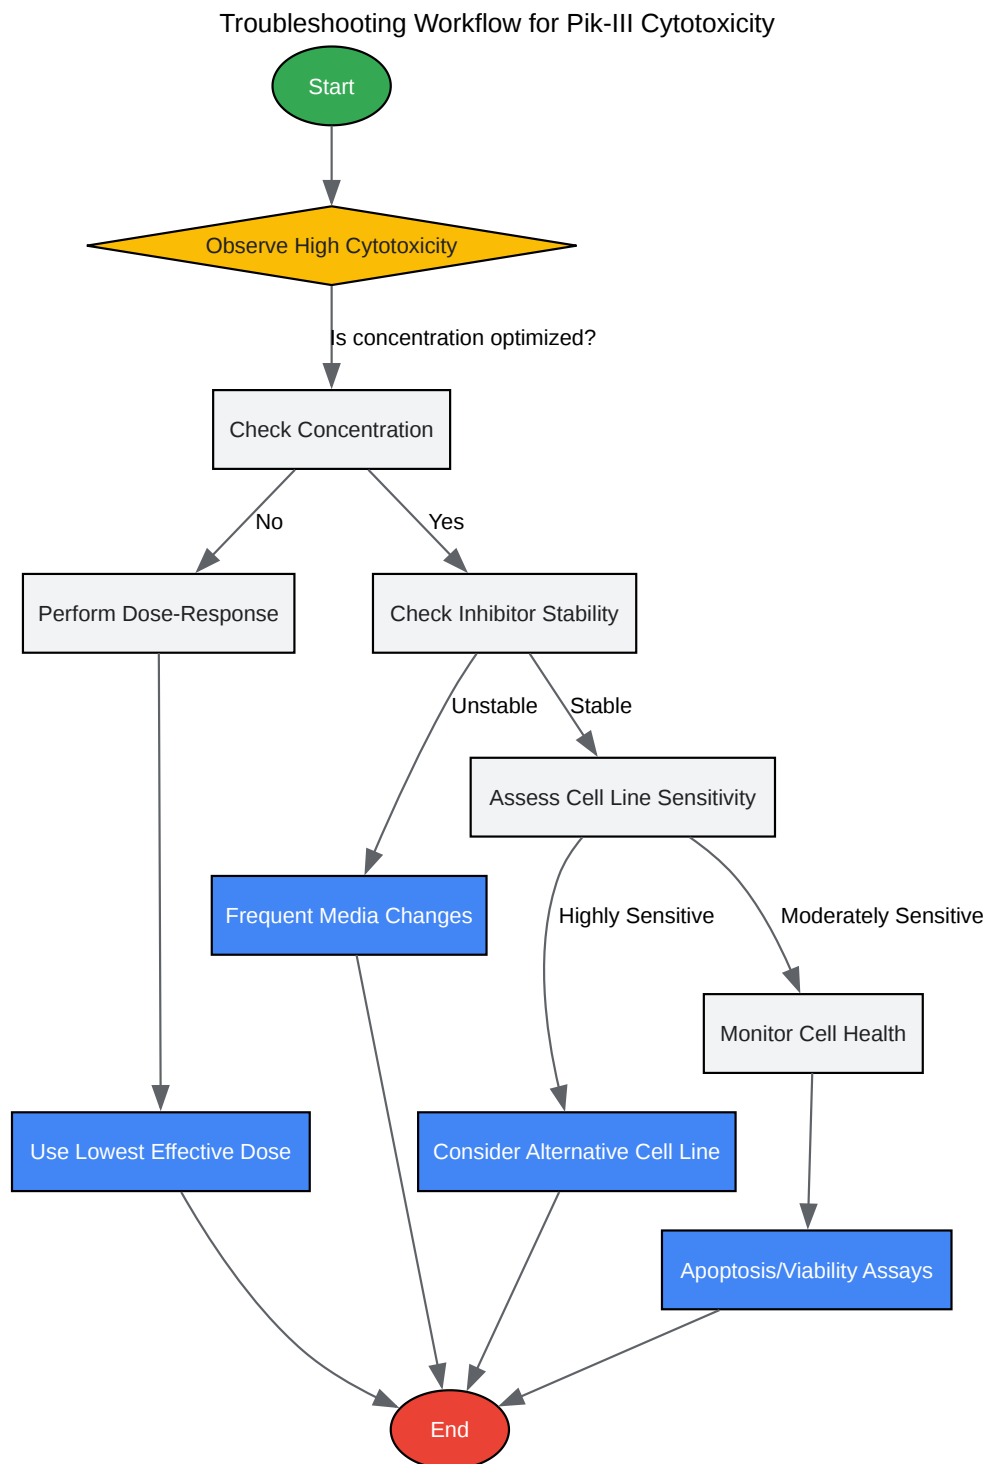 Troubleshooting Workflow for Pik-III Cytotoxicity
Start
Observe High Cytotoxicity
Is concentration optimized?
Check Concentration
No
Yes
Perform Dose-Response
Check Inhibitor Stability
Unstable
Stable
Assess Cell Line Sensitivity
Frequent Media Changes
Highly Sensitive
Moderately Sensitive
Monitor Cell Health
Use Lowest Effective Dose
Consider Alternative Cell Line
Apoptosis/Viability Assays
End